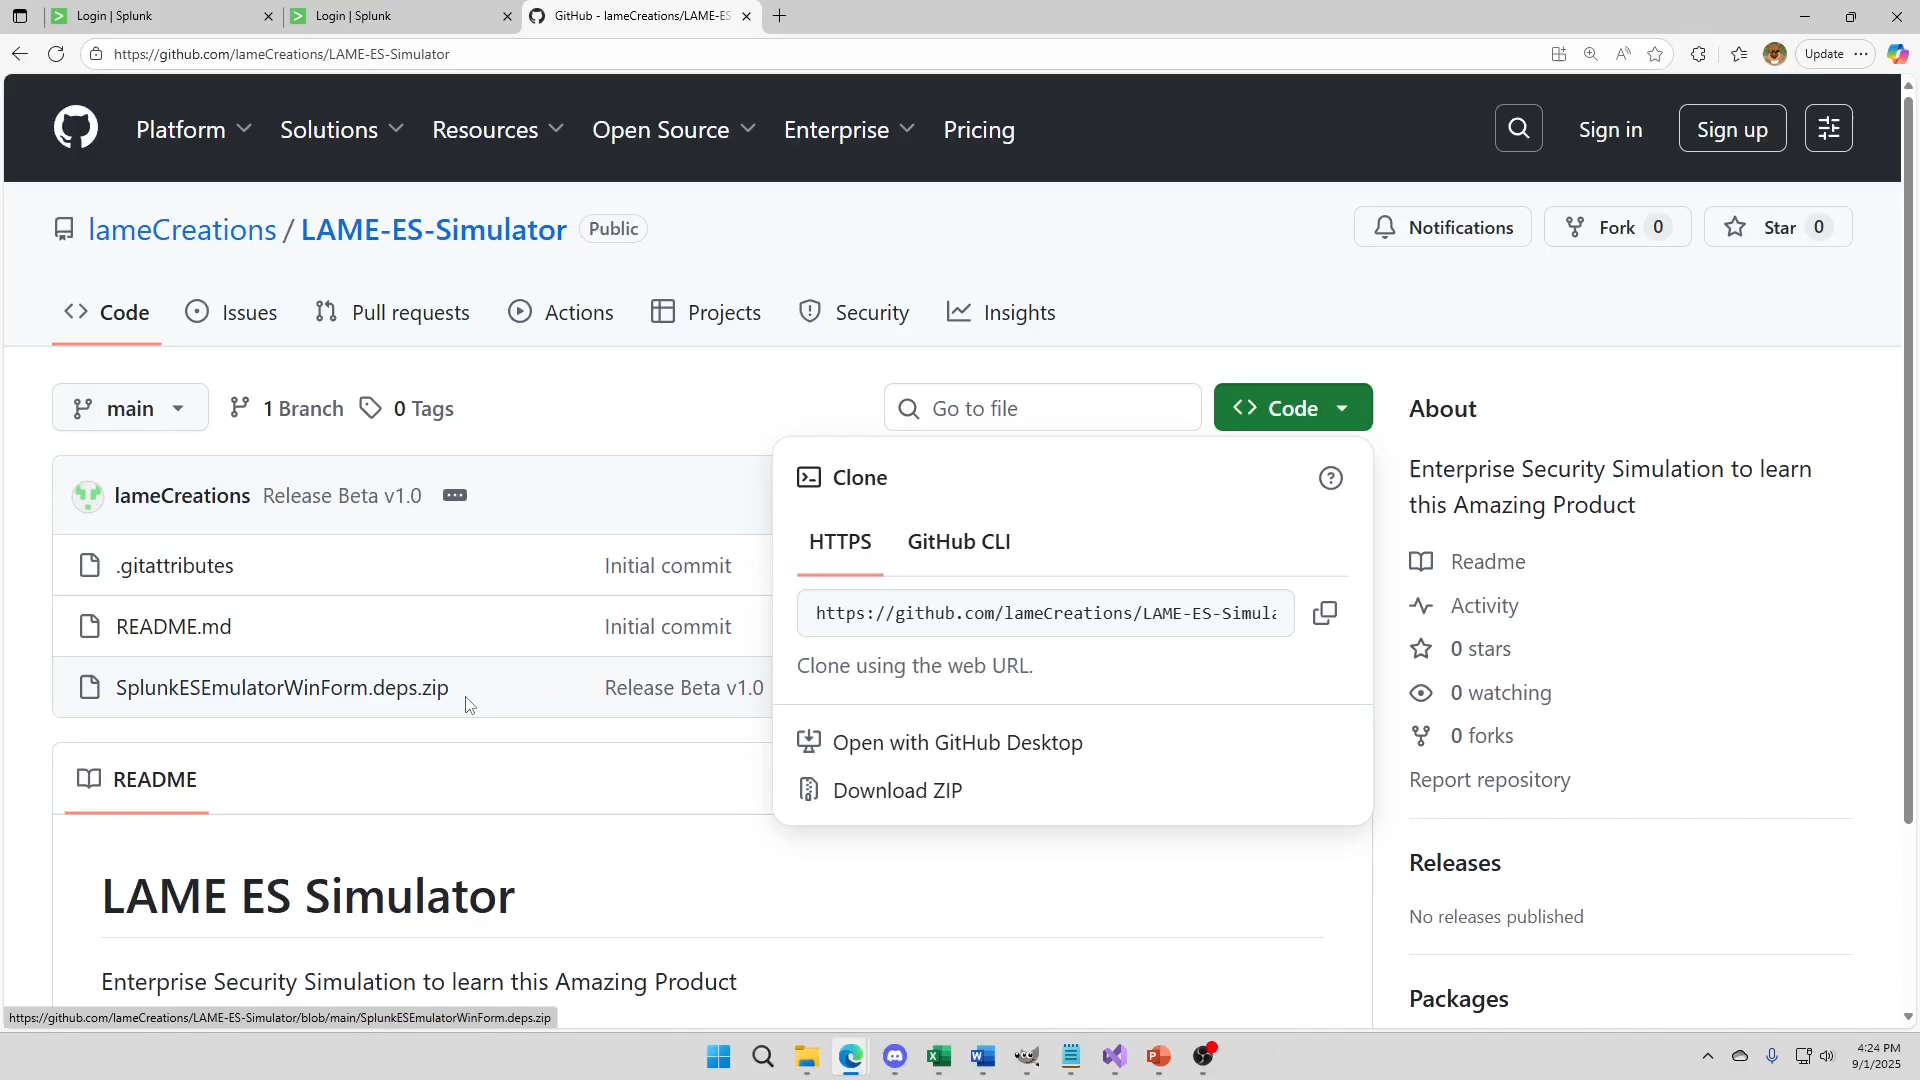 Login | Splunk
Login | Splunk
GitHub - lameCreations/LAME-ES
https://github.com/lameCreations/LAME-ES-Simulator
Update
Platform
Solutions
Resources
Open Source
Enterprise
Pricing
Sign in
Sign up
lameCreations / LAME-ES-Simulator
Public
Notifications
Fork 0
Star 0
Code
Issues
Pull requests
Actions
Projects
Security
Insights
main
1 Branch
0 Tags
Go to file
Code
lameCreations Release Beta v1.0
.gitattributes Initial commit
README.md Initial commit
SplunkESEmulatorWinForm.deps.zip Release Beta v1.0
Clone
HTTPS
GitHub CLI
https://github.com/lameCreations/LAME-ES-Simula
Clone using the web URL.
Open with GitHub Desktop
Download ZIP
README
LAME ES Simulator
Enterprise Security Simulation to learn this Amazing Product
About
Enterprise Security Simulation to learn
this Amazing Product
Readme
Activity
0 stars
0 watching
0 forks
Report repository
Releases
No releases published
Packages
https://github.com/lameCreations/LAME-ES-Simulator/blob/main/SplunkESEmulatorWinForm.deps.zip
4:24 PM
9/1/2025